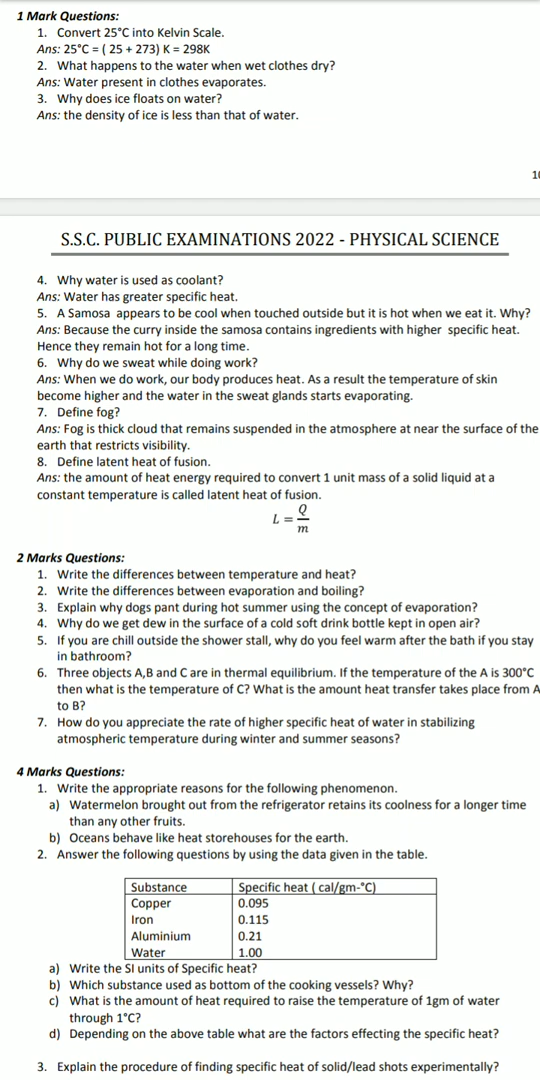 1 Mark Questions:
1. Convert 25°C into Kelvin Scale.
Ans: 25°C = ( 25 + 273) K = 298K
2. What happens to the water when wet clothes dry?
Ans: Water present in clothes evaporates.
3. Why does ice floats on water?
Ans: the density of ice is less than that of water.
S.S.C. PUBLIC EXAMINATIONS 2022 - PHYSICAL SCIENCE
4. Why water is used as coolant?
Ans: Water has greater specific heat.
5. A Samosa appears to be cool when touched outside but it is hot when we eat it. Why?
Ans: Because the curry inside the samosa contains ingredients with higher specific heat.
Hence they remain hot for a long time.
6. Why do we sweat while doing work?
Ans: When we do work, our body produces heat. As a result the temperature of skin
become higher and the water in the sweat glands starts evaporating.
7. Define fog?
Ans: Fog is thick cloud that remains suspended in the atmosphere at near the surface of the
earth that restricts visibility.
8. Define latent heat of fusion.
Ans: the amount of heat energy required to convert 1 unit mass of a solid liquid at a
constant temperature is called latent heat of fusion.
L = Q/m
2 Marks Questions:
1. Write the differences between temperature and heat?
2. Write the differences between evaporation and boiling?
3. Explain why dogs pant during hot summer using the concept of evaporation?
4. Why do we get dew in the surface of a cold soft drink bottle kept in open air?
5. If you are chill outside the shower stall, why do you feel warm after the bath if you stay
in bathroom?
6. Three objects A,B and C are in thermal equilibrium. If the temperature of the A is 300°C
then what is the temperature of C? What is the amount heat transfer takes place from A
to B?
7. How do you appreciate the rate of higher specific heat of water in stabilizing
atmospheric temperature during winter and summer seasons?
4 Marks Questions:
1. Write the appropriate reasons for the following phenomenon.
a) Watermelon brought out from the refrigerator retains its coolness for a longer time
than any other fruits.
b) Oceans behave like heat storehouses for the earth.
2. Answer the following questions by using the data given in the table.
Substance Specific heat ( cal/gm-°C)
Copper 0.095
Iron 0.115
Aluminium 0.21
Water 1.00
a) Write the SI units of Specific heat?
b) Which substance used as bottom of the cooking vessels? Why?
c) What is the amount of heat required to raise the temperature of 1gm of water
through 1°C?
d) Depending on the above table what are the factors effecting the specific heat?
3. Explain the procedure of finding specific heat of solid/lead shots experimentally?